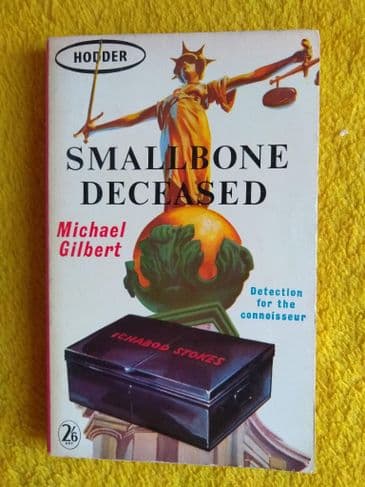 HODDER
SMALLBONE
DECEASED
Michael
Gilbert
Detection
for the
connoisseur
ICHABOD STOKES
2'6